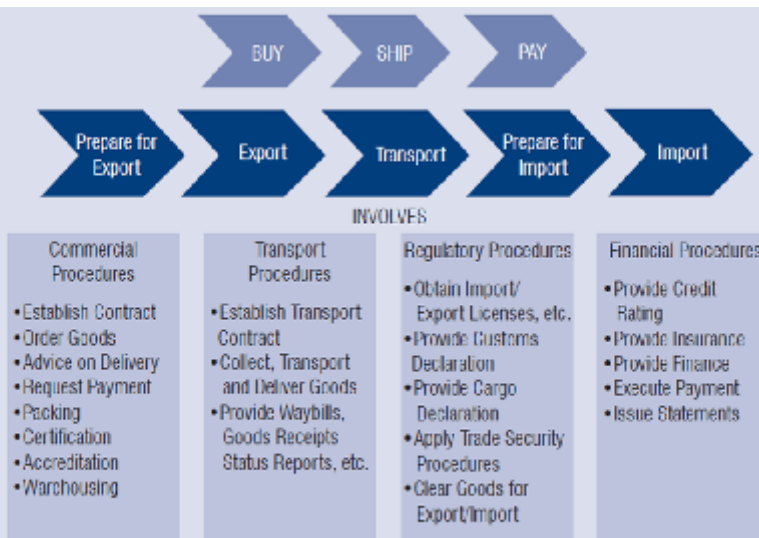 BUY
SHIP
PAY
Prepare for
Export
Export
Transport
Prepare for
Import
Import
INVOLVES
Commercial
Procedures
• Establish Contract
• Order Goods
• Advice on Delivery
• Request Payment
• Packing
• Certification
• Accreditation
• Warehousing
Transport
Procedures
• Establish Transport
Contract
• Collect, Transport
and Deliver Goods
• Provide Waybills,
Goods Receipts
Status Reports, etc.
Regulatory Procedures
• Obtain Import/
Export Licenses, etc.
• Provide Customs
Declaration
• Provide Cargo
Declaration
• Apply Trade Security
Procedures
• Clear Goods for
Export/Import
Financial Procedures
• Provide Credit
Rating
• Provide Insurance
• Provide Finance
• Execute Payment
• Issue Statements